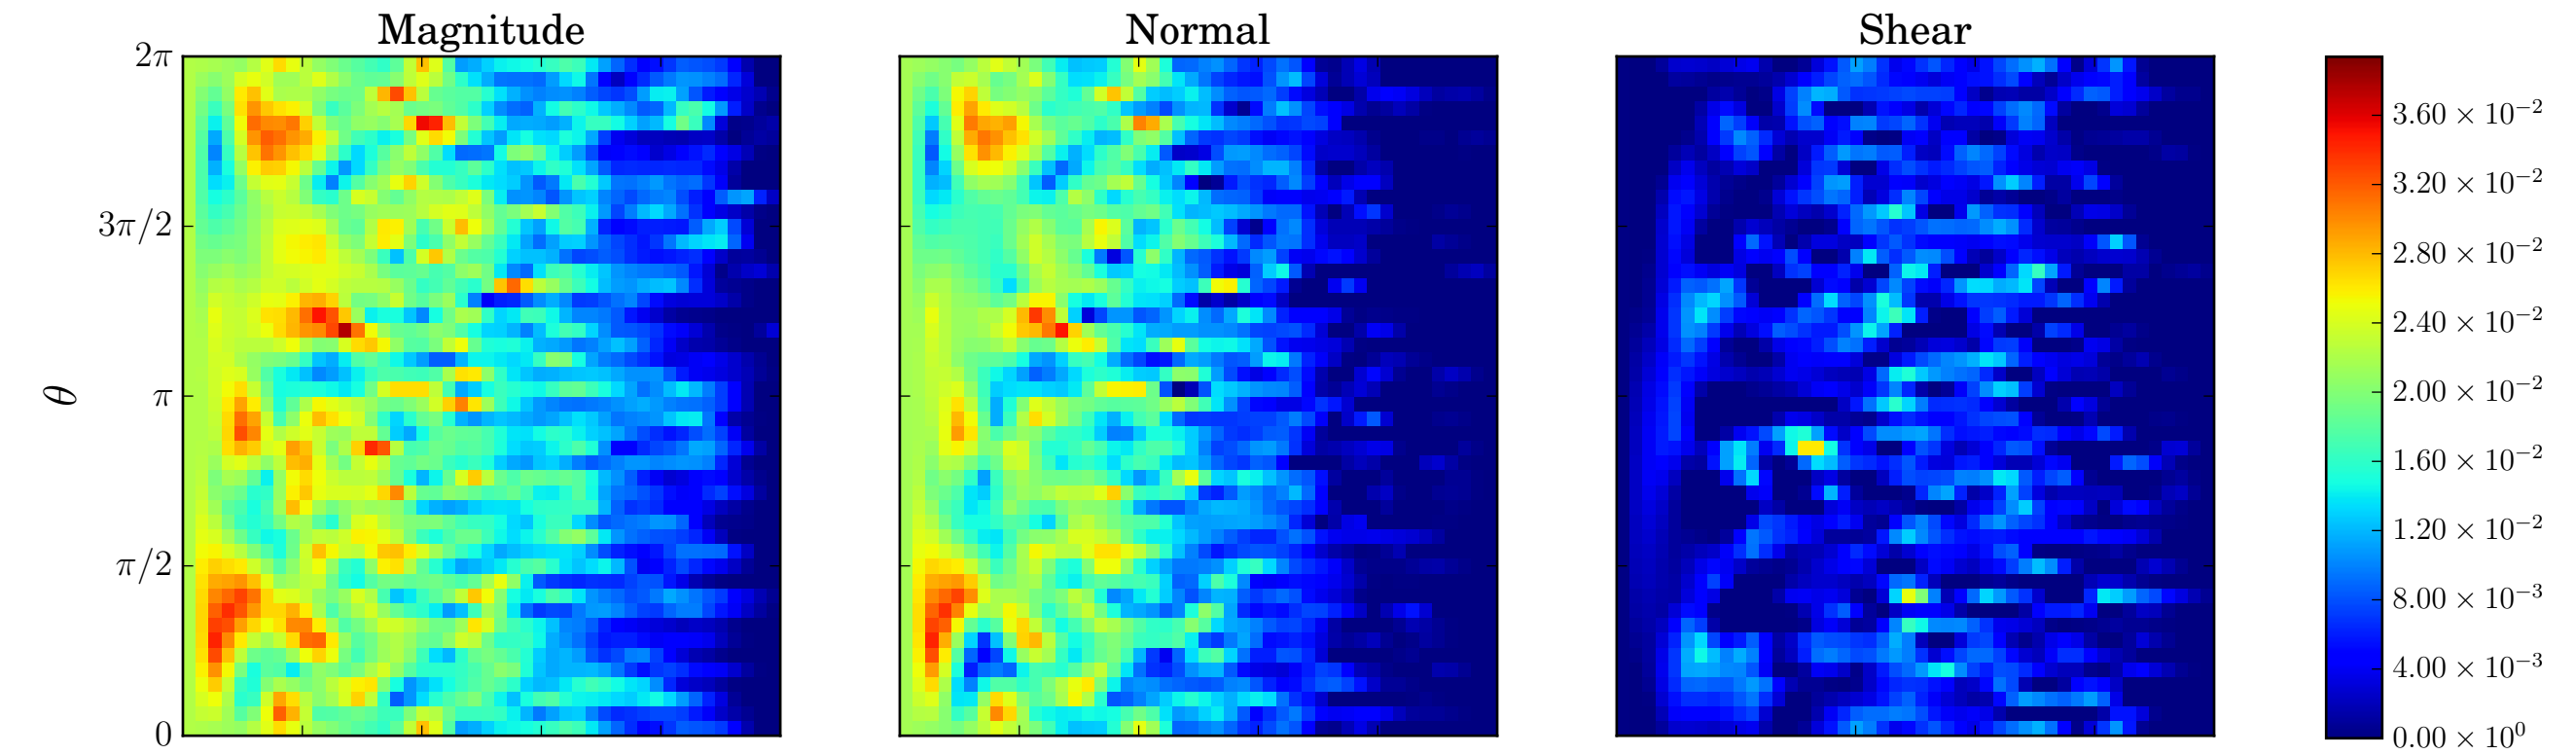 Magnitude
Normal
Shear
2π
3π/2
π
π/2
0
θ
3.60 × 10⁻²
3.20 × 10⁻²
2.80 × 10⁻²
2.40 × 10⁻²
2.00 × 10⁻²
1.60 × 10⁻²
1.20 × 10⁻²
8.00 × 10⁻³
4.00 × 10⁻³
0.00 × 10⁰